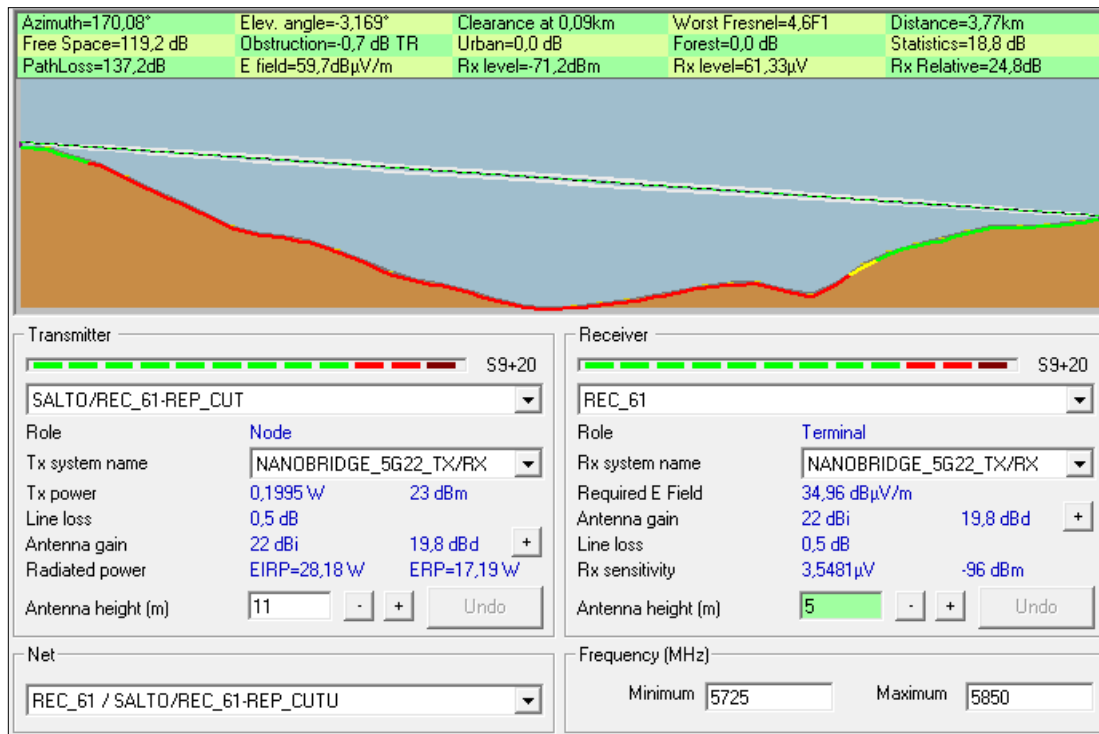 Azimuth=170,08° Elev. angle=-3,169° Clearance at 0,09km Worst Fresnel=4,6F1 Distance=3,77km
Free Space=119,2 dB Obstruction=-0,7 dB TR Urban=0,0 dB Forest=0,0 dB Statistics=18,8 dB
PathLoss=137,2dB E field=59,7dBµV/m Rx level=-71,2dBm Rx level=61,33µV Rx Relative=24,8dB
Transmitter
S9+20
SALTO/REC_61-REP_CUT
Role Node
Tx system name NANOBRIDGE_5G22_TX/RX
Tx power 0,1995 W 23 dBm
Line loss 0,5 dB
Antenna gain 22 dBi 19,8 dBd +
Radiated power EIRP=28,18 W ERP=17,19 W
Antenna height (m) 11 - + Undo
Receiver
S9+20
REC_61
Role Terminal
Rx system name NANOBRIDGE_5G22_TX/RX
Required E Field 34,96 dBµV/m
Antenna gain 22 dBi 19,8 dBd +
Line loss 0,5 dB
Rx sensitivity 3,5481µV -96 dBm
Antenna height (m) 5 - + Undo
Net
REC_61 / SALTO/REC_61-REP_CUTU
Frequency (MHz)
Minimum 5725 Maximum 5850